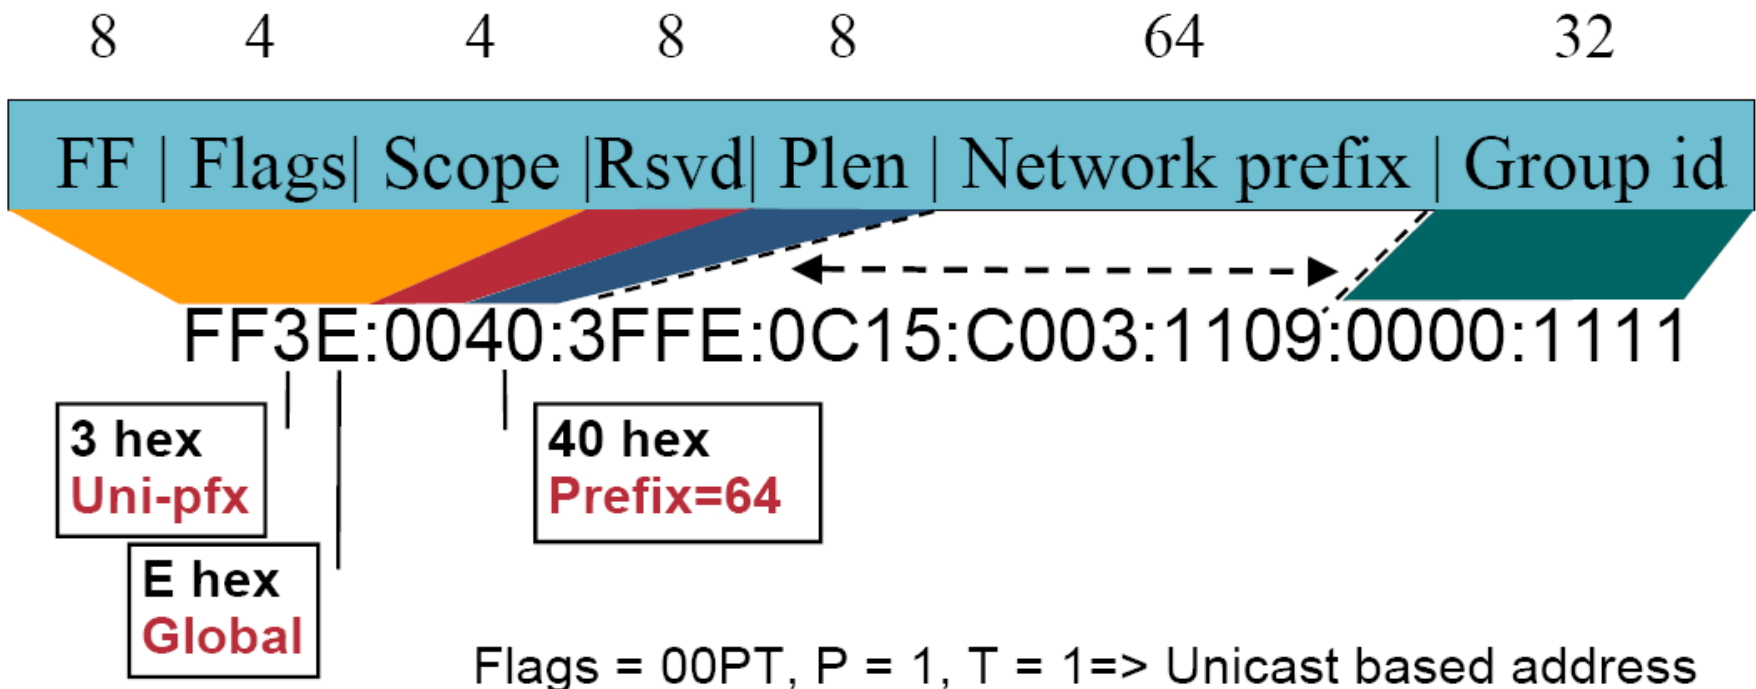 8 4 4 8 8 64 32
FF | Flags| Scope |Rsvd| Plen | Network prefix | Group id
FF3E:0040:3FFE:0C15:C003:1109:0000:1111
3 hex
Uni-pfx
40 hex
Prefix=64
E hex
Global
Flags = 00PT, P = 1, T = 1=> Unicast based address